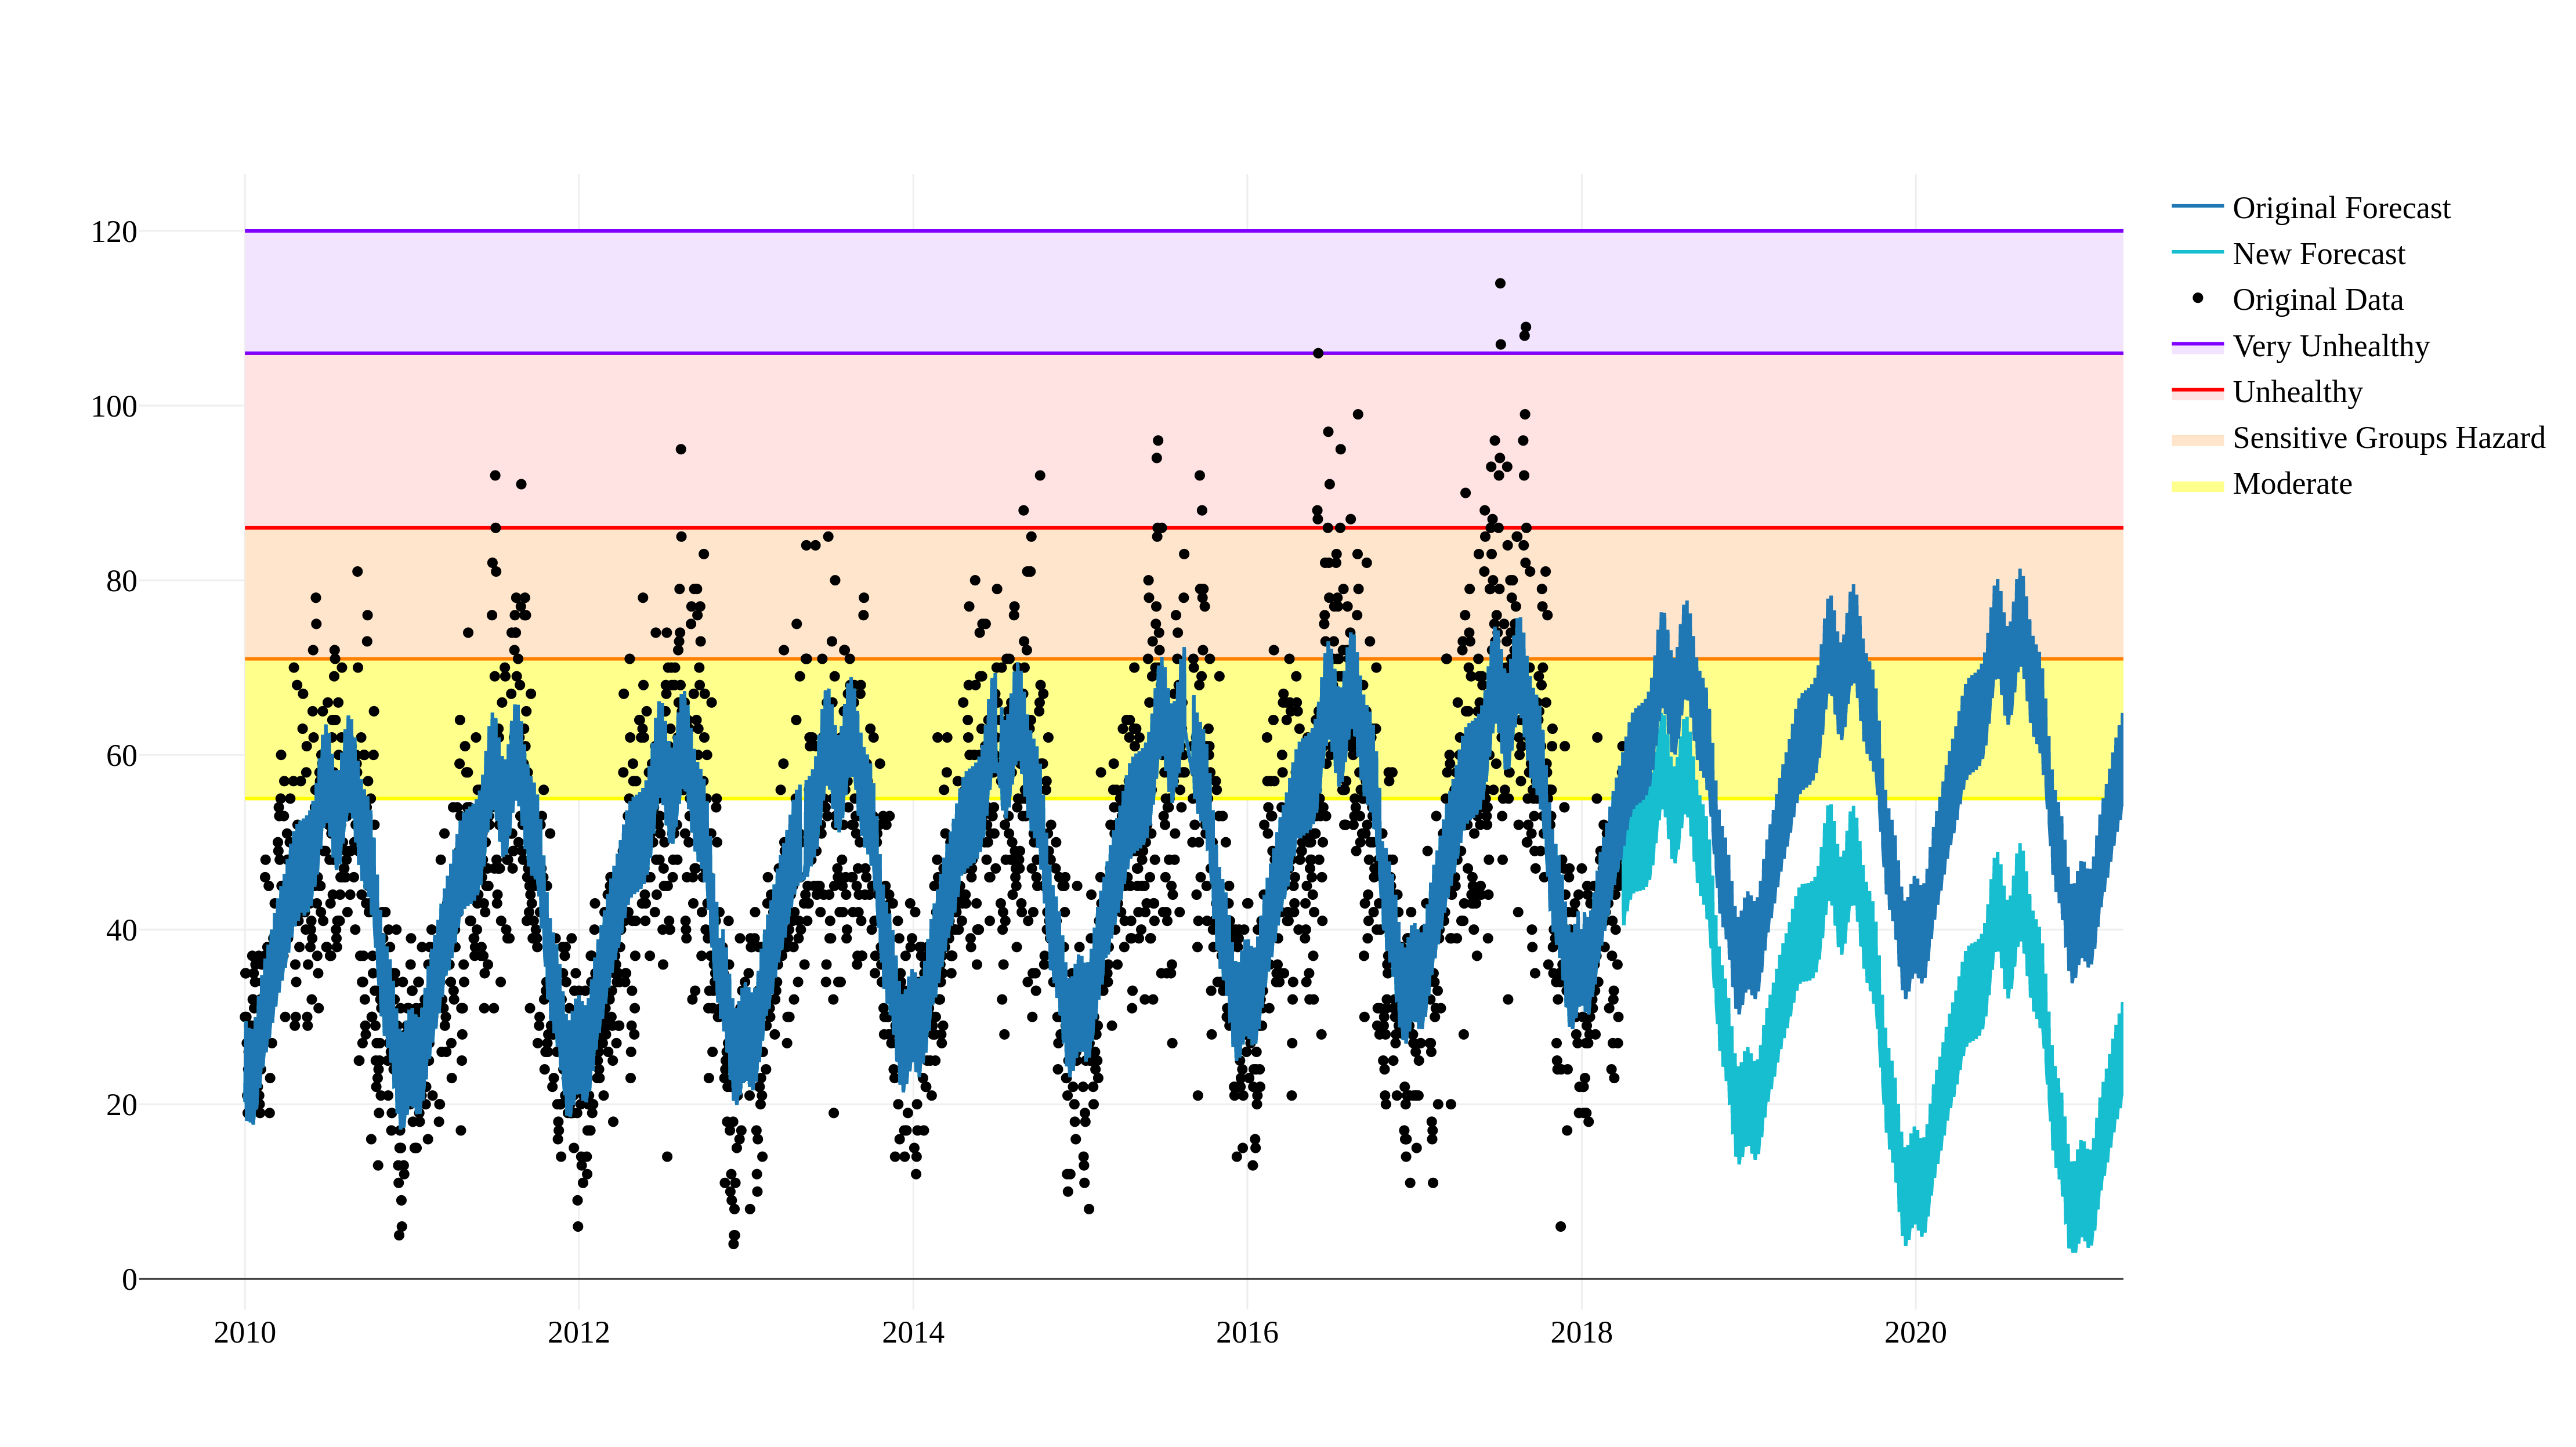 120
100
80
60
40
20
0
2010 2012 2014 2016 2018 2020
Original Forecast
New Forecast
Original Data
Very Unhealthy
Unhealthy
Sensitive Groups Hazard
Moderate